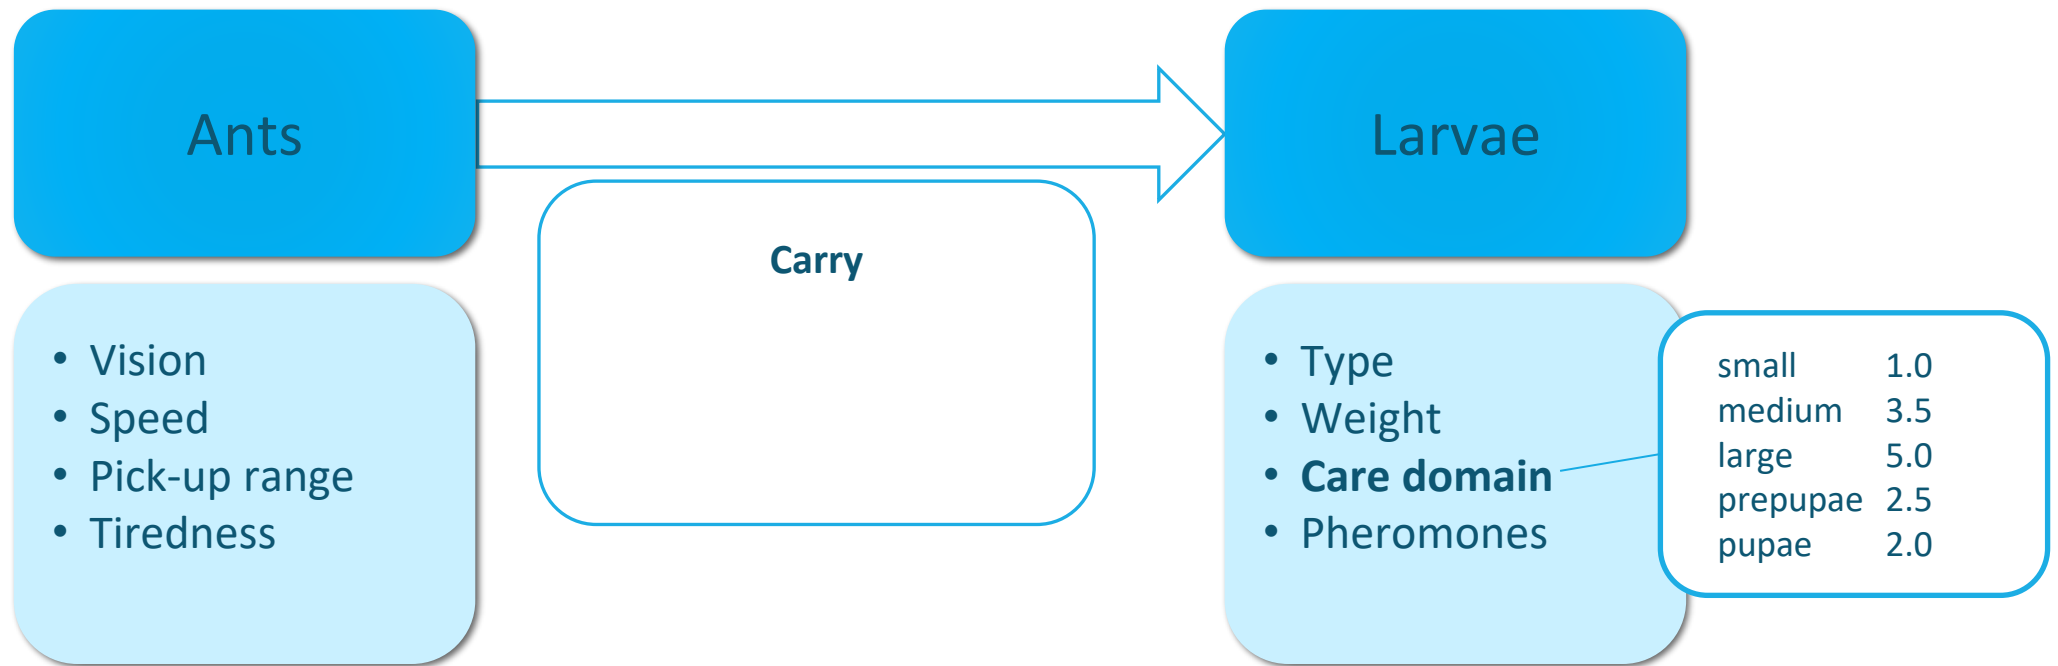 Ants
Larvae
Carry
• Vision
• Speed
• Pick-up range
• Tiredness
• Type
• Weight
• Care domain
• Pheromones
small 1.0
medium 3.5
large 5.0
prepupae 2.5
pupae 2.0